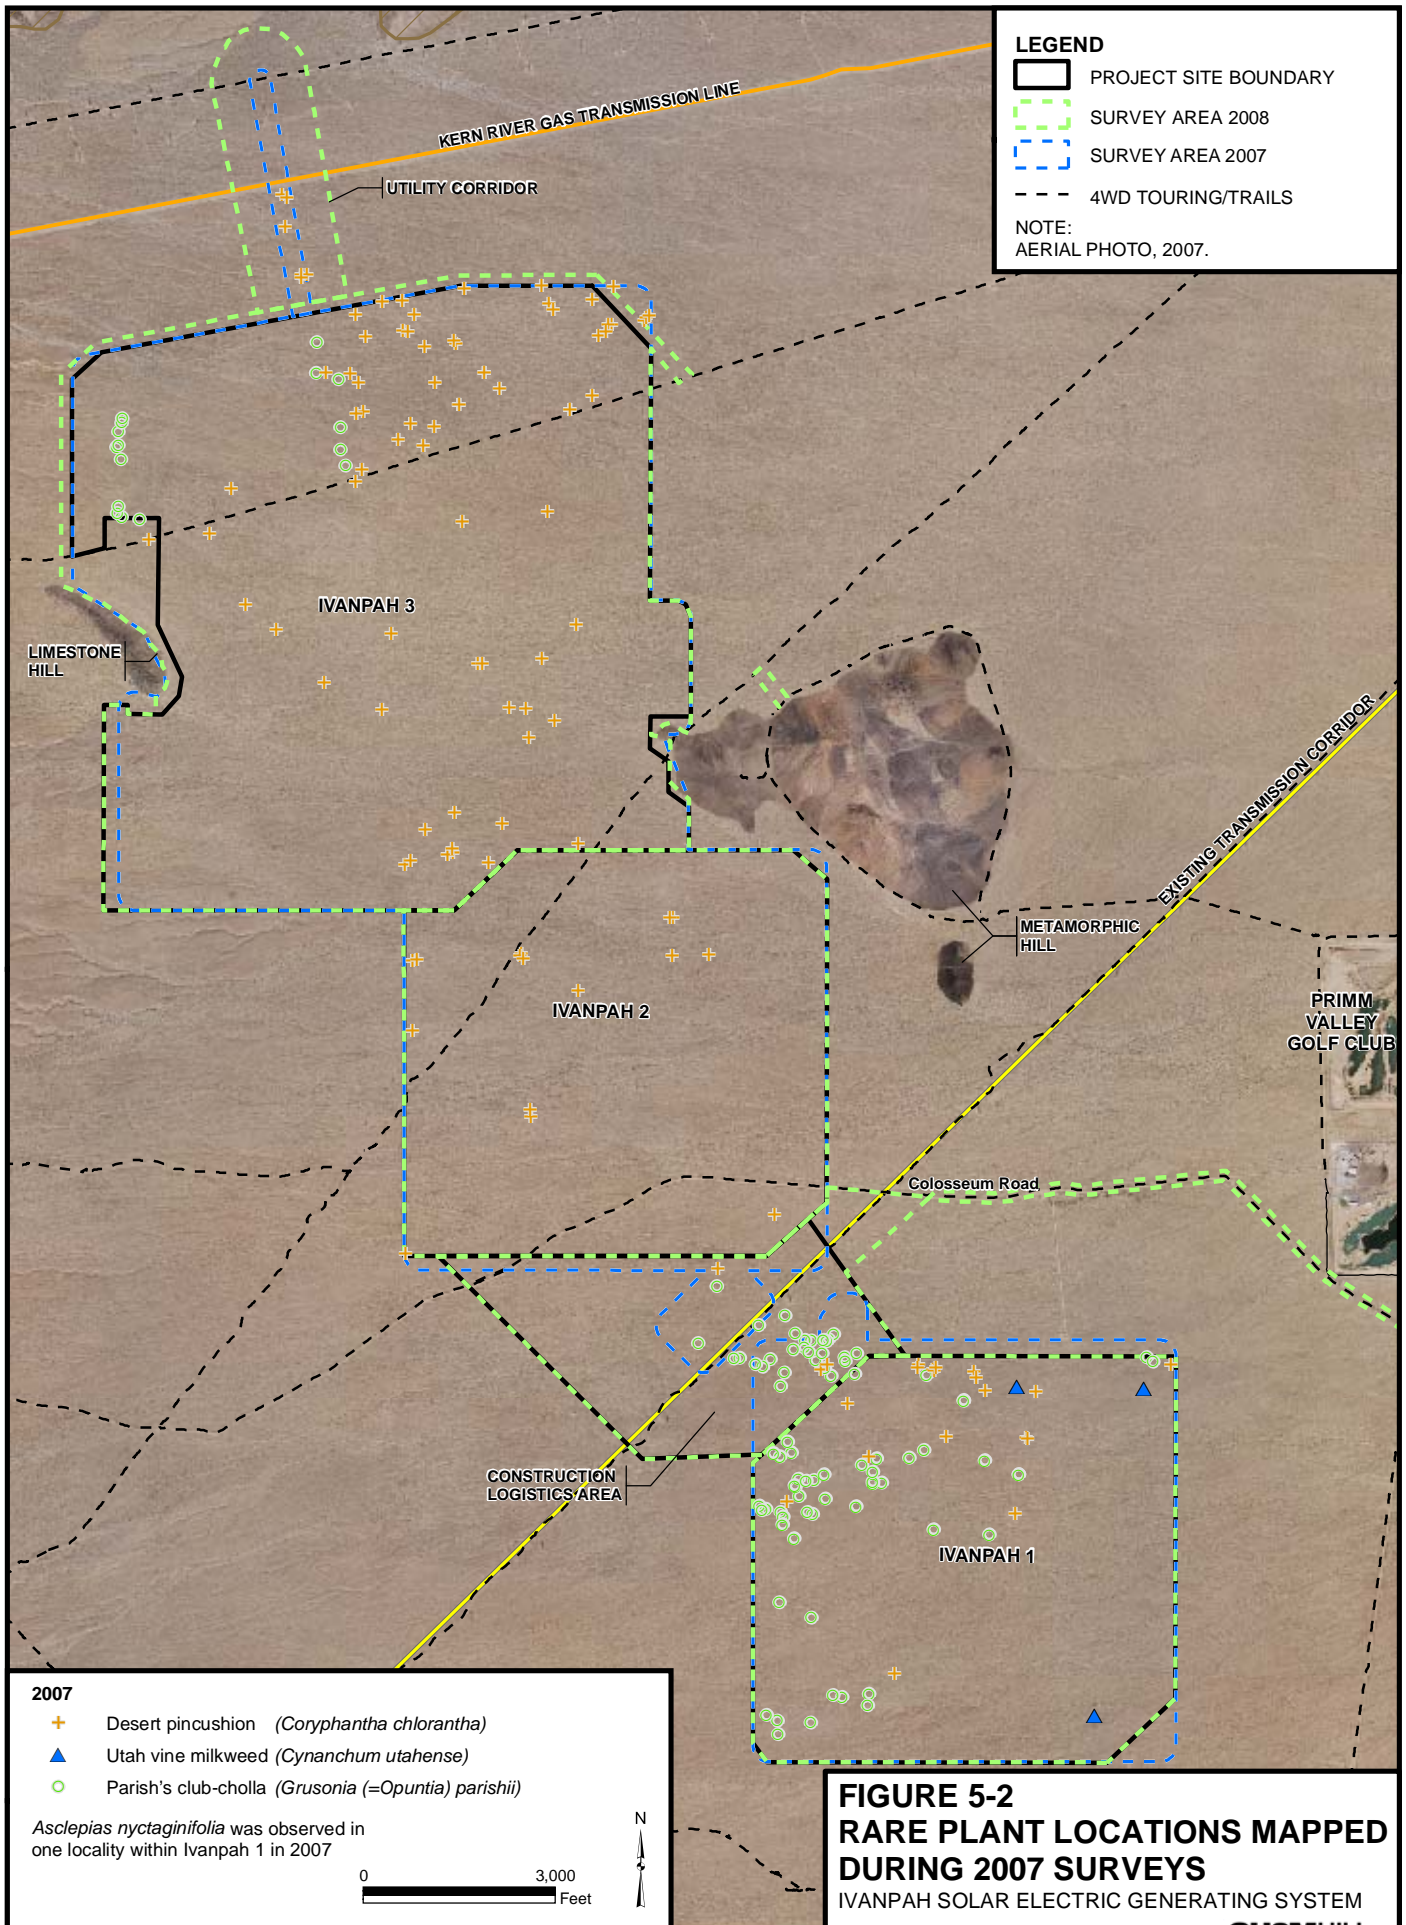 LEGEND
PROJECT SITE BOUNDARY
SURVEY AREA 2008
SURVEY AREA 2007
4WD TOURING/TRAILS
NOTE:
AERIAL PHOTO, 2007.
KERN RIVER GAS TRANSMISSION LINE
UTILITY CORRIDOR
IVANPAH 3
LIMESTONE
HILL
EXISTING TRANSMISSION CORRIDOR
METAMORPHIC
HILL
PRIMM
VALLEY
GOLF CLUB
IVANPAH 2
Colosseum Road
CONSTRUCTION
LOGISTICS AREA
IVANPAH 1
2007
Desert pincushion (Coryphantha chlorantha)
Utah vine milkweed (Cynanchum utahense)
Parish's club-cholla (Grusonia (=Opuntia) parishii)
Asclepias nyctaginifolia was observed in
one locality within Ivanpah 1 in 2007
N
0 3,000
Feet
FIGURE 5-2
RARE PLANT LOCATIONS MAPPED
DURING 2007 SURVEYS
IVANPAH SOLAR ELECTRIC GENERATING SYSTEM